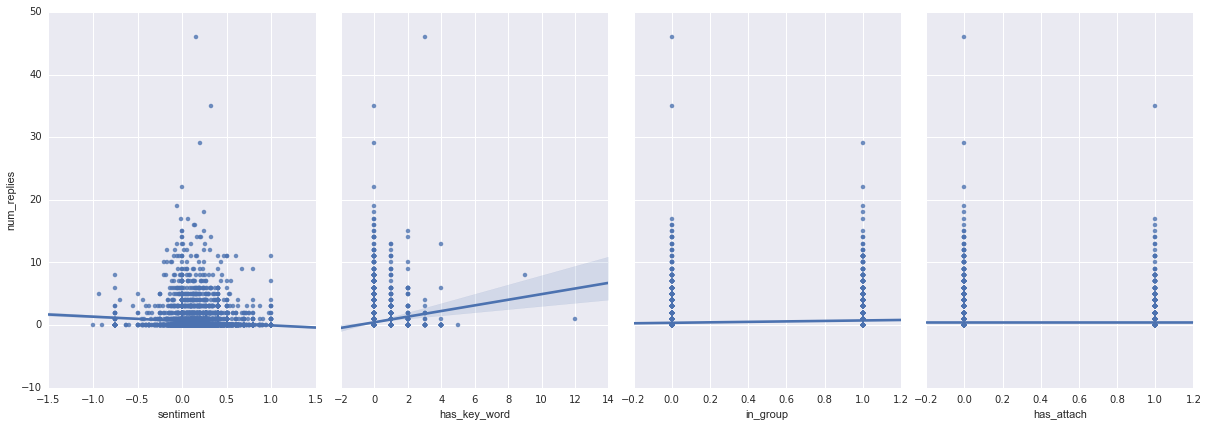 50
40
30
20
10
0
−10
num_replies
−1.5 −1.0 −0.5 0.0 0.5 1.0 1.5
sentiment
−2 0 2 4 6 8 10 12 14
has_key_word
−0.2 0.0 0.2 0.4 0.6 0.8 1.0 1.2
in_group
−0.2 0.0 0.2 0.4 0.6 0.8 1.0 1.2
has_attach